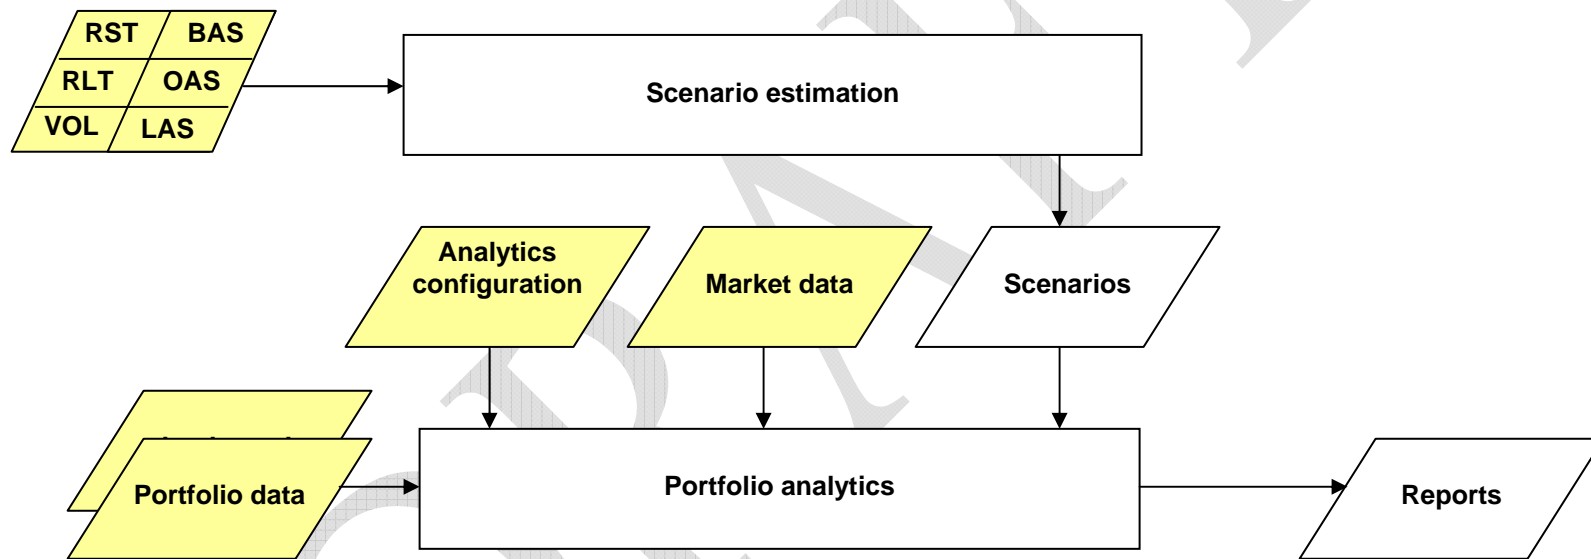 RST BAS
RLT OAS
VOL LAS
Scenario estimation
Analytics
configuration
Market data
Scenarios
Portfolio data
Portfolio analytics
Reports